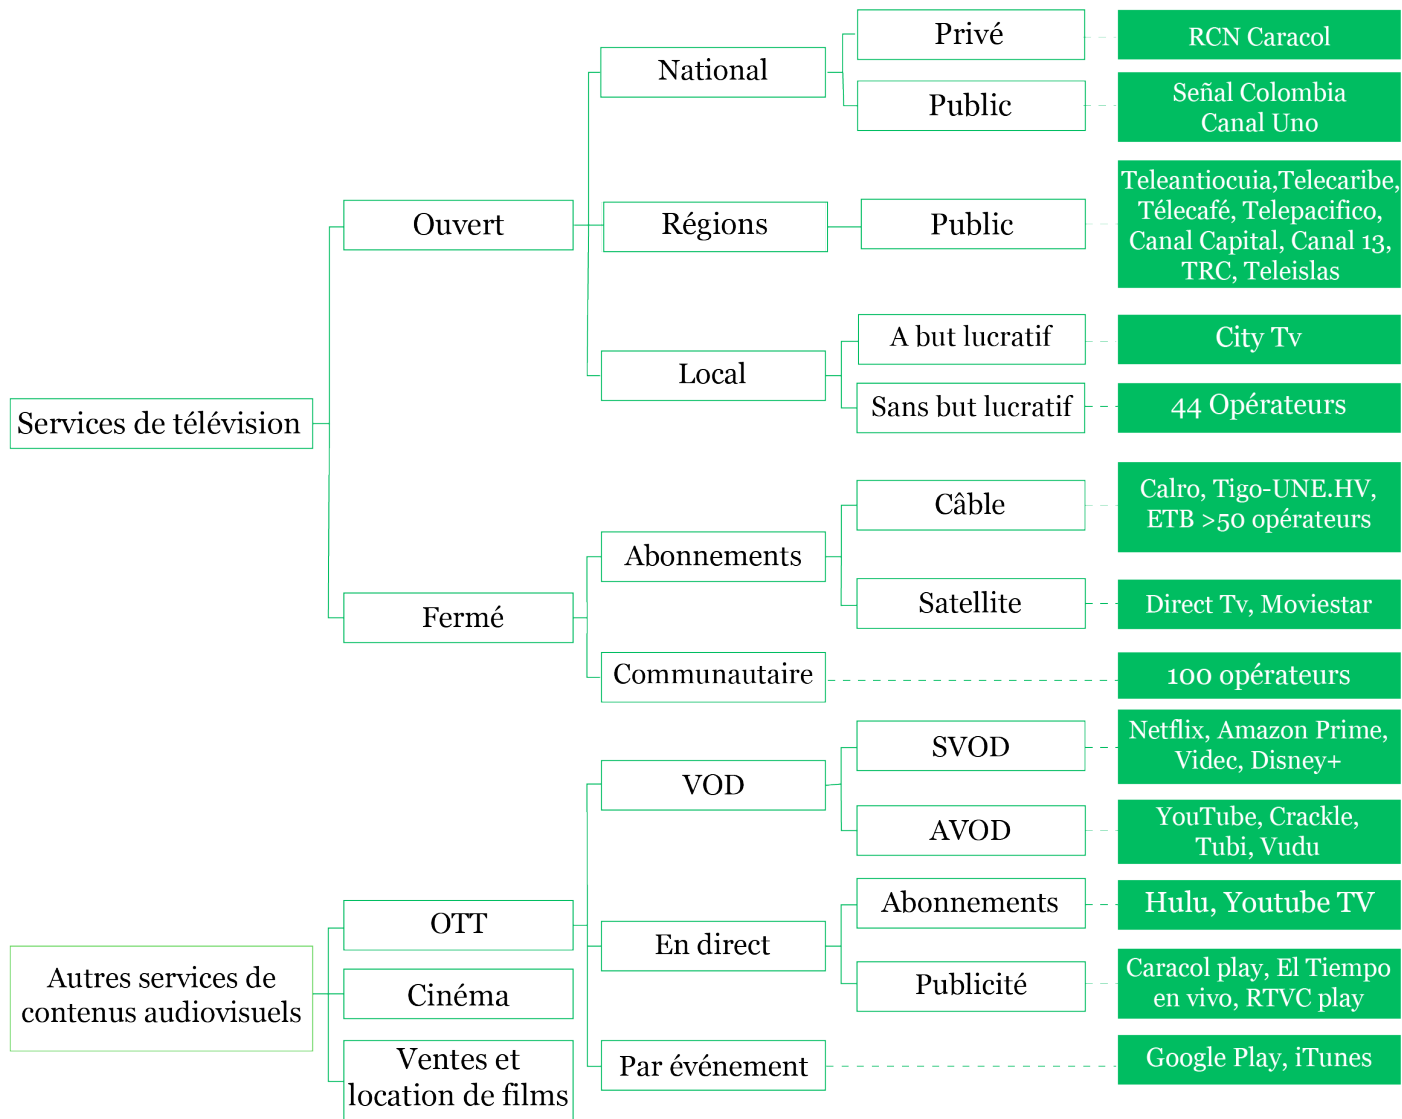 Services de télévision
Ouvert
National
Privé
RCN Caracol
Public
Señal Colombia
Canal Uno
Régions
Public
Teleantiocuia,Telecaribe,
Télecafé, Telepacifico,
Canal Capital, Canal 13,
TRC, Teleislas
Local
A but lucratif
City Tv
Sans but lucratif
44 Opérateurs
Fermé
Abonnements
Câble
Calro, Tigo-UNE.HV,
ETB >50 opérateurs
Satellite
Direct Tv, Moviestar
Communautaire
100 opérateurs
Autres services de
contenus audiovisuels
OTT
VOD
SVOD
Netflix, Amazon Prime,
Videc, Disney+
AVOD
YouTube, Crackle,
Tubi, Vudu
En direct
Abonnements
Hulu, Youtube TV
Publicité
Caracol play, El Tiempo
en vivo, RTVC play
Par événement
Google Play, iTunes
Cinéma
Ventes et
location de films